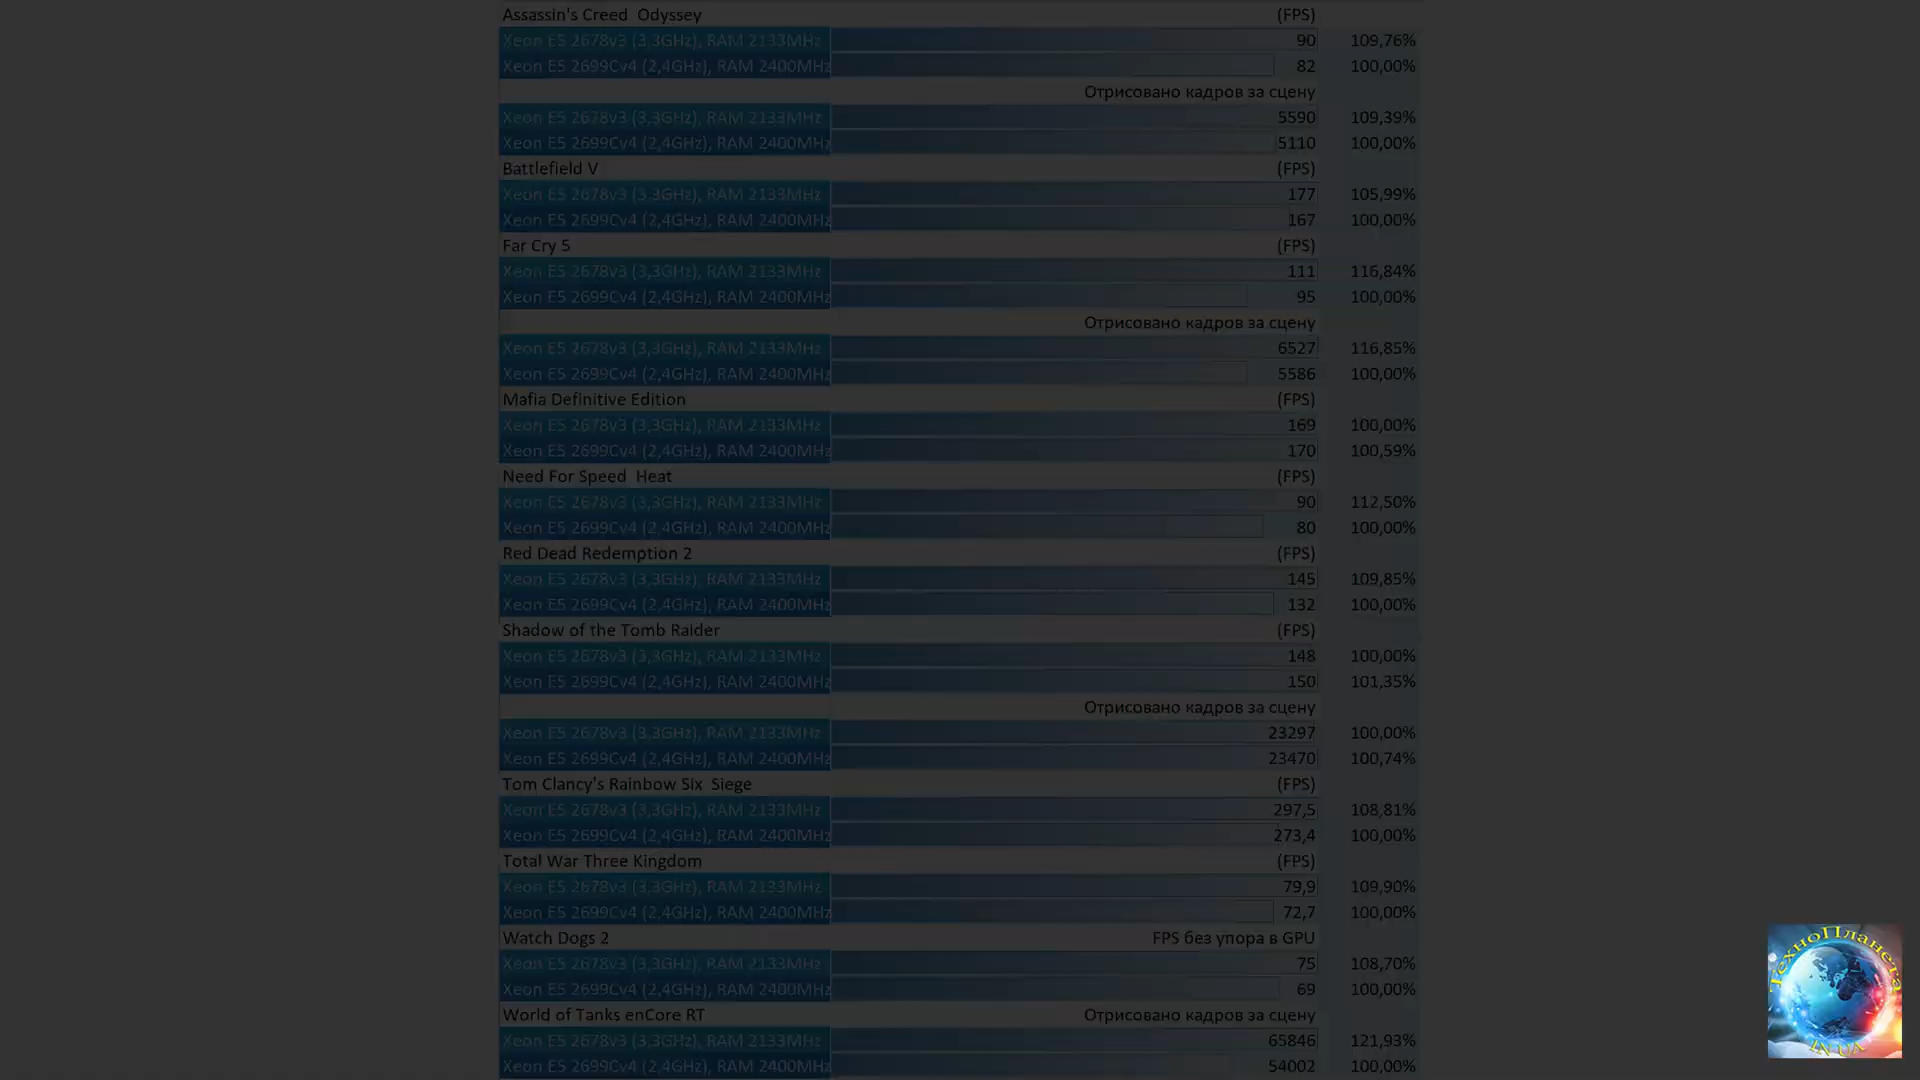 Assassin's Creed Odyssey (FPS)
Xeon E5 2678v3 (3,3GHz), RAM 2133MHz 90 109,76%
Xeon E5 2699Cv4 (2,4GHz), RAM 2400MHz 82 100,00%
Отрисовано кадров за сцену
Xeon E5 2678v3 (3,3GHz), RAM 2133MHz 5590 109,39%
Xeon E5 2699Cv4 (2,4GHz), RAM 2400MHz 5110 100,00%
Battlefield V (FPS)
Xeon E5 2678v3 (3,3GHz), RAM 2133MHz 177 105,99%
Xeon E5 2699Cv4 (2,4GHz), RAM 2400MHz 167 100,00%
Far Cry 5 (FPS)
Xeon E5 2678v3 (3,3GHz), RAM 2133MHz 111 116,84%
Xeon E5 2699Cv4 (2,4GHz), RAM 2400MHz 95 100,00%
Отрисовано кадров за сцену
Xeon E5 2678v3 (3,3GHz), RAM 2133MHz 6527 116,85%
Xeon E5 2699Cv4 (2,4GHz), RAM 2400MHz 5586 100,00%
Mafia Definitive Edition (FPS)
Xeon E5 2678v3 (3,3GHz), RAM 2133MHz 169 100,00%
Xeon E5 2699Cv4 (2,4GHz), RAM 2400MHz 170 100,59%
Need For Speed Heat (FPS)
Xeon E5 2678v3 (3,3GHz), RAM 2133MHz 90 112,50%
Xeon E5 2699Cv4 (2,4GHz), RAM 2400MHz 80 100,00%
Red Dead Redemption 2 (FPS)
Xeon E5 2678v3 (3,3GHz), RAM 2133MHz 145 109,85%
Xeon E5 2699Cv4 (2,4GHz), RAM 2400MHz 132 100,00%
Shadow of the Tomb Raider (FPS)
Xeon E5 2678v3 (3,3GHz), RAM 2133MHz 148 100,00%
Xeon E5 2699Cv4 (2,4GHz), RAM 2400MHz 150 101,35%
Отрисовано кадров за сцену
Xeon E5 2678v3 (3,3GHz), RAM 2133MHz 23297 100,00%
Xeon E5 2699Cv4 (2,4GHz), RAM 2400MHz 23470 100,74%
Tom Clancy's Rainbow Six Siege (FPS)
Xeon E5 2678v3 (3,3GHz), RAM 2133MHz 297,5 108,81%
Xeon E5 2699Cv4 (2,4GHz), RAM 2400MHz 273,4 100,00%
Total War Three Kingdom (FPS)
Xeon E5 2678v3 (3,3GHz), RAM 2133MHz 79,9 109,90%
Xeon E5 2699Cv4 (2,4GHz), RAM 2400MHz 72,7 100,00%
Watch Dogs 2 FPS без упора в GPU
Xeon E5 2678v3 (3,3GHz), RAM 2133MHz 75 108,70%
Xeon E5 2699Cv4 (2,4GHz), RAM 2400MHz 69 100,00%
World of Tanks enCore RT Отрисовано кадров за сцену
Xeon E5 2678v3 (3,3GHz), RAM 2133MHz 65846 121,93%
Xeon E5 2699Cv4 (2,4GHz), RAM 2400MHz 54002 100,00%
ТехноПланета
IN UA